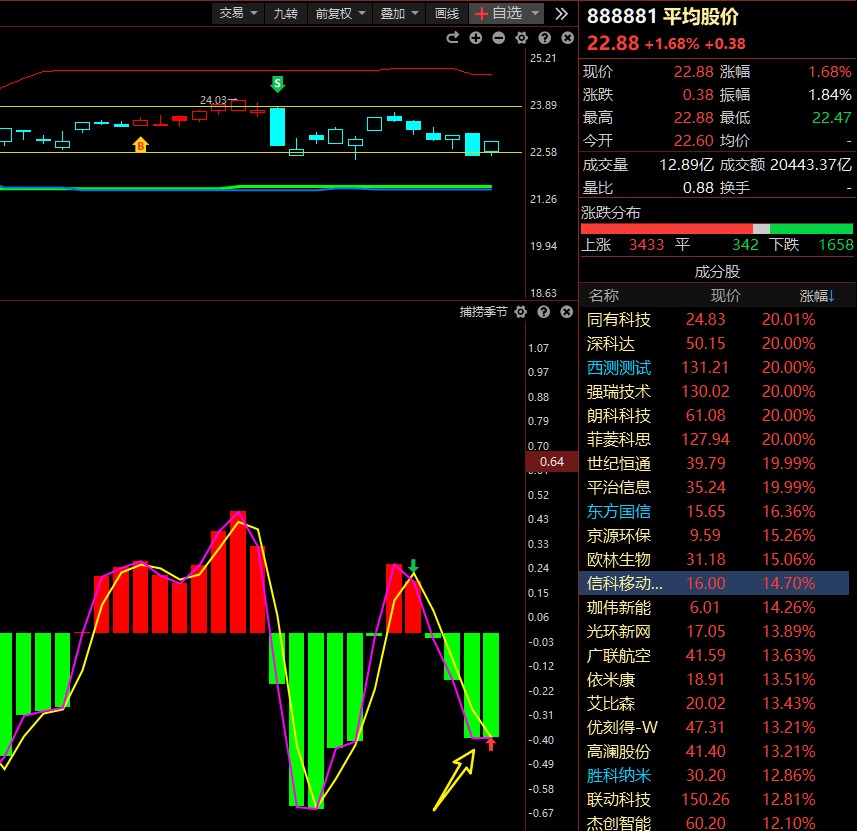 交易 九转 前复权 叠加 画线 +自选
888881 平均股价
22.88 +1.68% +0.38
现价 22.88 涨幅 1.68%
涨跌 0.38 振幅 1.84%
最高 22.88 最低 22.47
今开 22.60 均价 -
成交量 12.89亿 成交额 20443.37亿
量比 0.88 换手 -
涨跌分布
上涨 3433 平 342 下跌 1658
成分股
名称 现价 涨幅↓
同有科技 24.83 20.01%
深科达 50.15 20.00%
西测测试 131.21 20.00%
强瑞技术 130.02 20.00%
朗科科技 61.08 20.00%
菲菱科思 127.94 20.00%
世纪恒通 39.79 19.99%
平治信息 35.24 19.99%
东方国信 15.65 16.36%
京源环保 9.59 15.26%
欧林生物 31.18 15.06%
信科移动... 16.00 14.70%
珈伟新能 6.01 14.26%
光环新网 17.05 13.89%
广联航空 41.59 13.63%
依米康 18.91 13.51%
艾比森 20.02 13.43%
优刻得-W 47.31 13.21%
高澜股份 41.40 13.21%
胜科纳米 30.20 12.86%
联动科技 150.26 12.81%
杰创智能 60.20 12.10%
25.21
23.89
22.58
21.26
19.94
18.63
24.03
S
B
捕捞季节
1.07
0.97
0.88
0.79
0.70
0.64
0.52
0.43
0.33
0.24
0.15
0.06
-0.03
-0.12
-0.22
-0.31
-0.40
-0.49
-0.58
-0.67